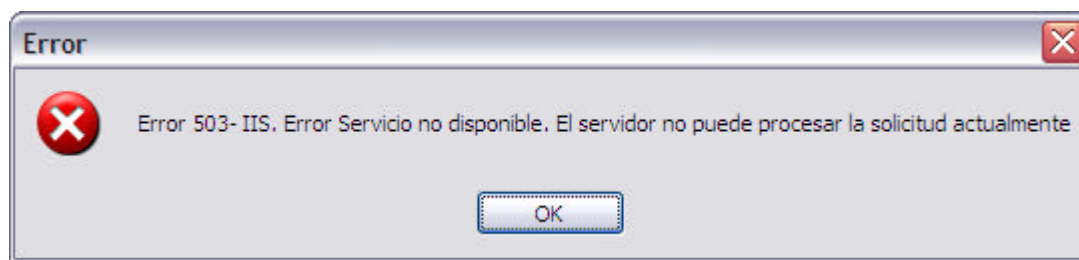 Error
Error 503- IIS. Error Servicio no disponible. El servidor no puede procesar la solicitud actualmente
OK